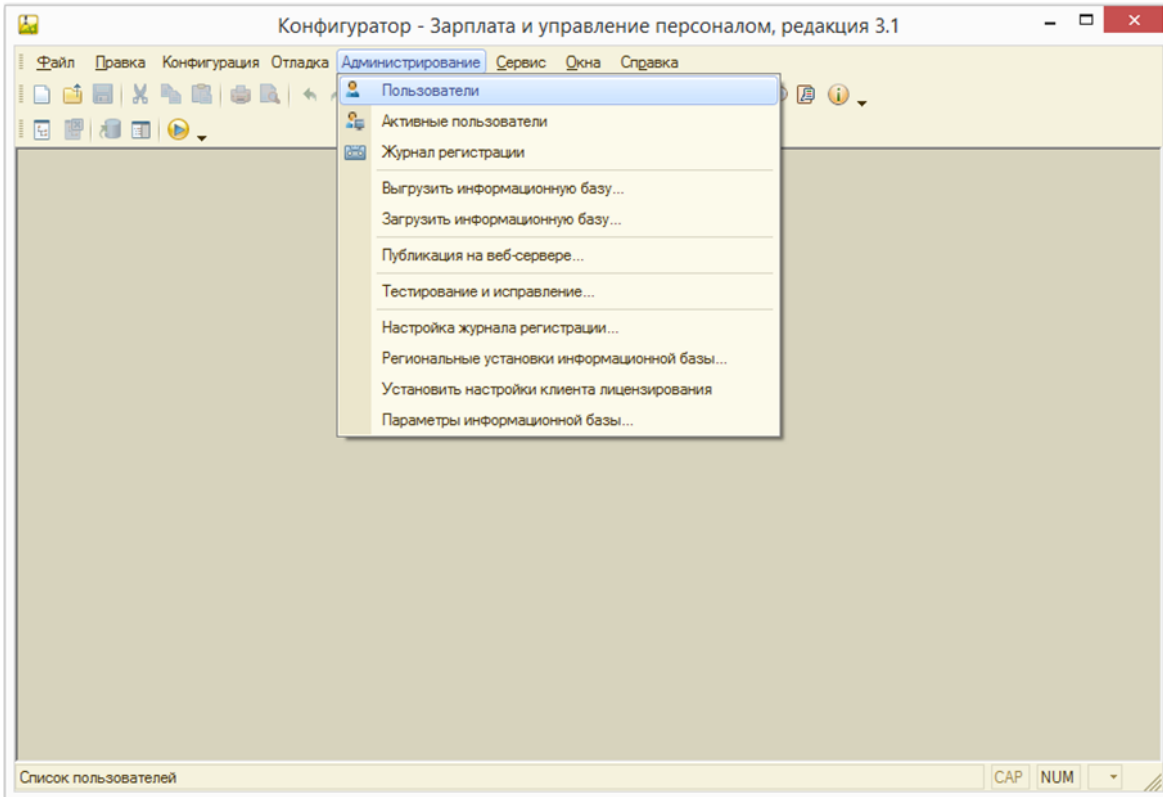 Конфигуратор - Зарплата и управление персоналом, редакция 3.1
Файл Правка Конфигурация Отладка Администрирование Сервис Окна Справка
Пользователи
Активные пользователи
Журнал регистрации
Выгрузить информационную базу...
Загрузить информационную базу...
Публикация на веб-сервере...
Тестирование и исправление...
Настройка журнала регистрации...
Региональные установки информационной базы...
Установить настройки клиента лицензирования
Параметры информационной базы...
Список пользователей CAP NUM